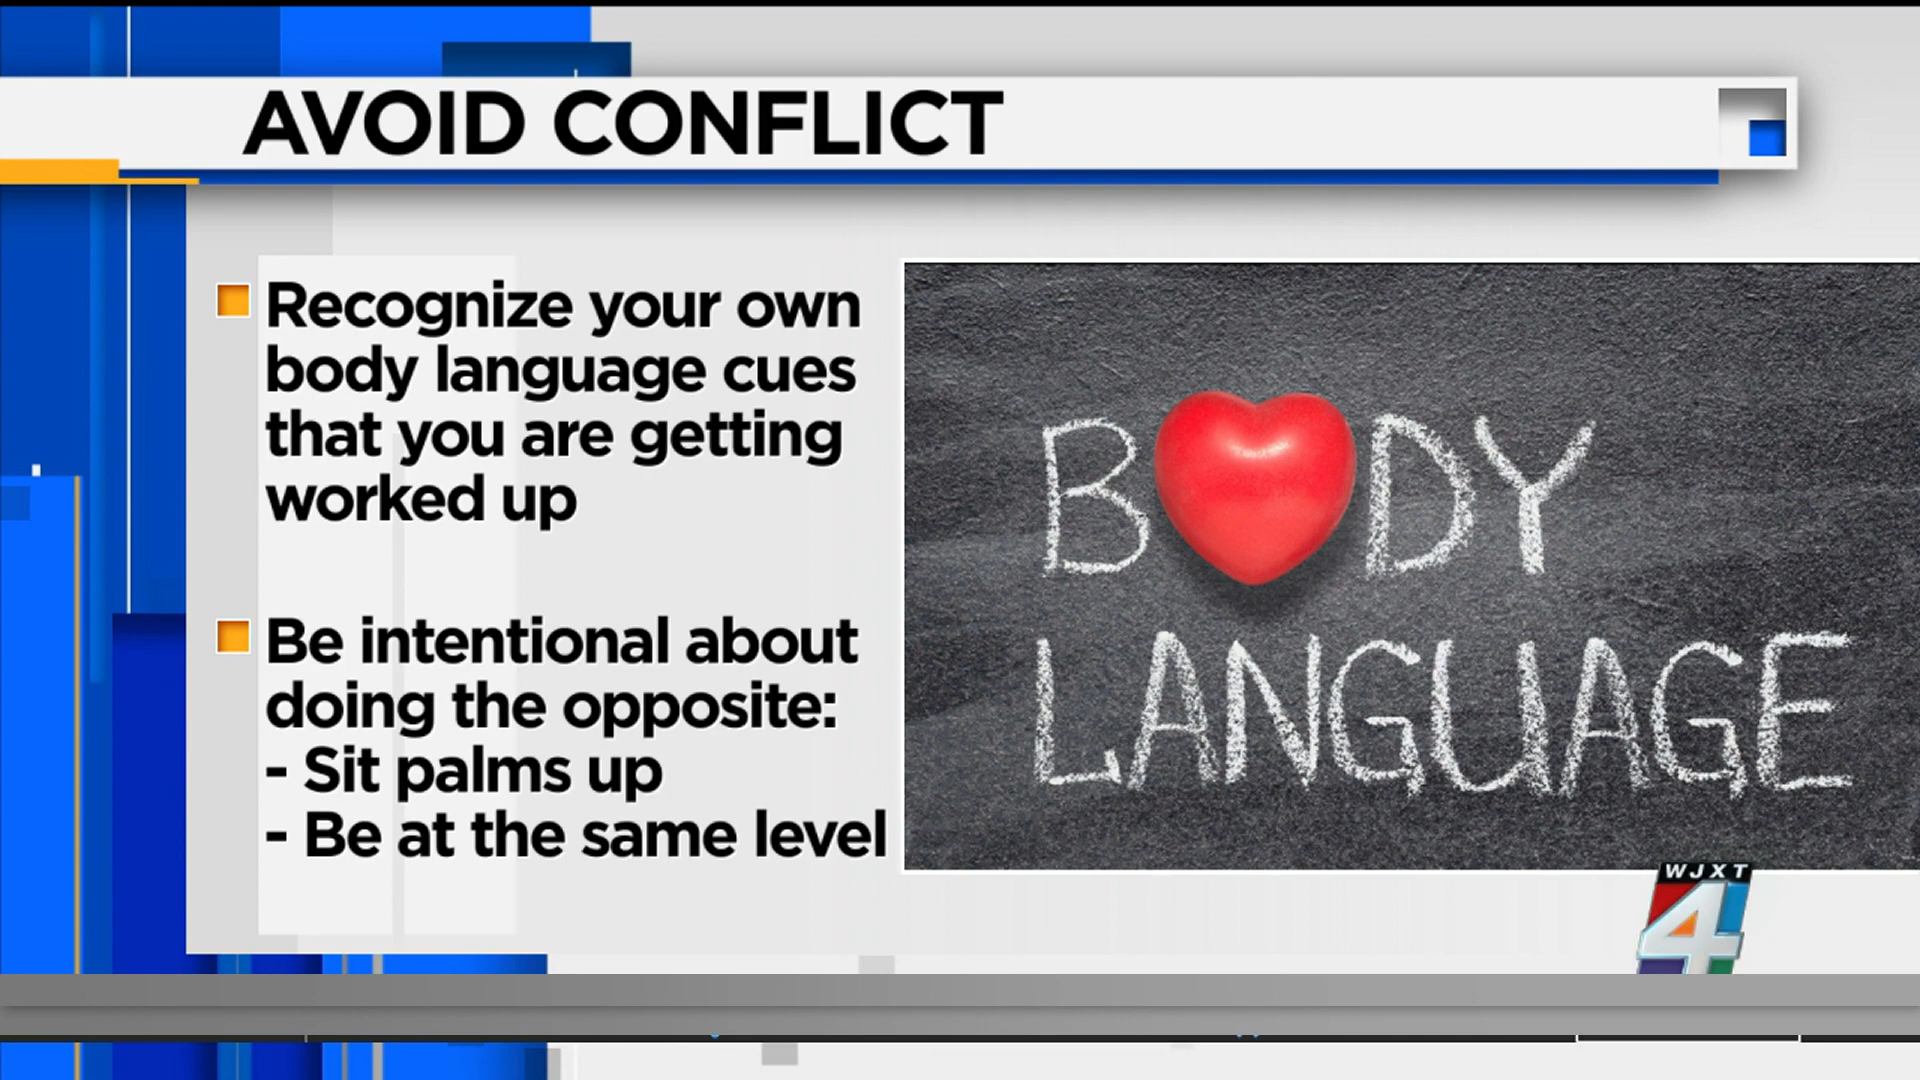 AVOID CONFLICT
Recognize your own
body language cues
that you are getting
worked up
Be intentional about
doing the opposite:
- Sit palms up
- Be at the same level
B DY
LANGUAGE
WJXT
4